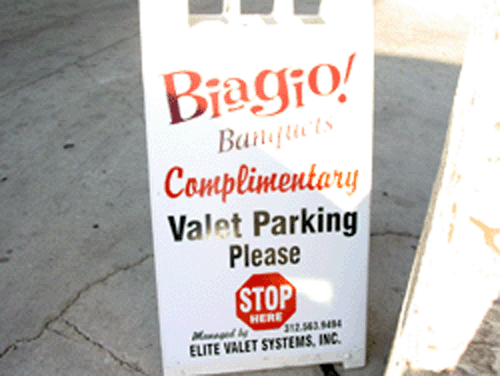 Biagio!
Banquets
Complimentary
Valet Parking
Please
STOP
HERE
Managed by 312.563.9494
ELITE VALET SYSTEMS, INC.